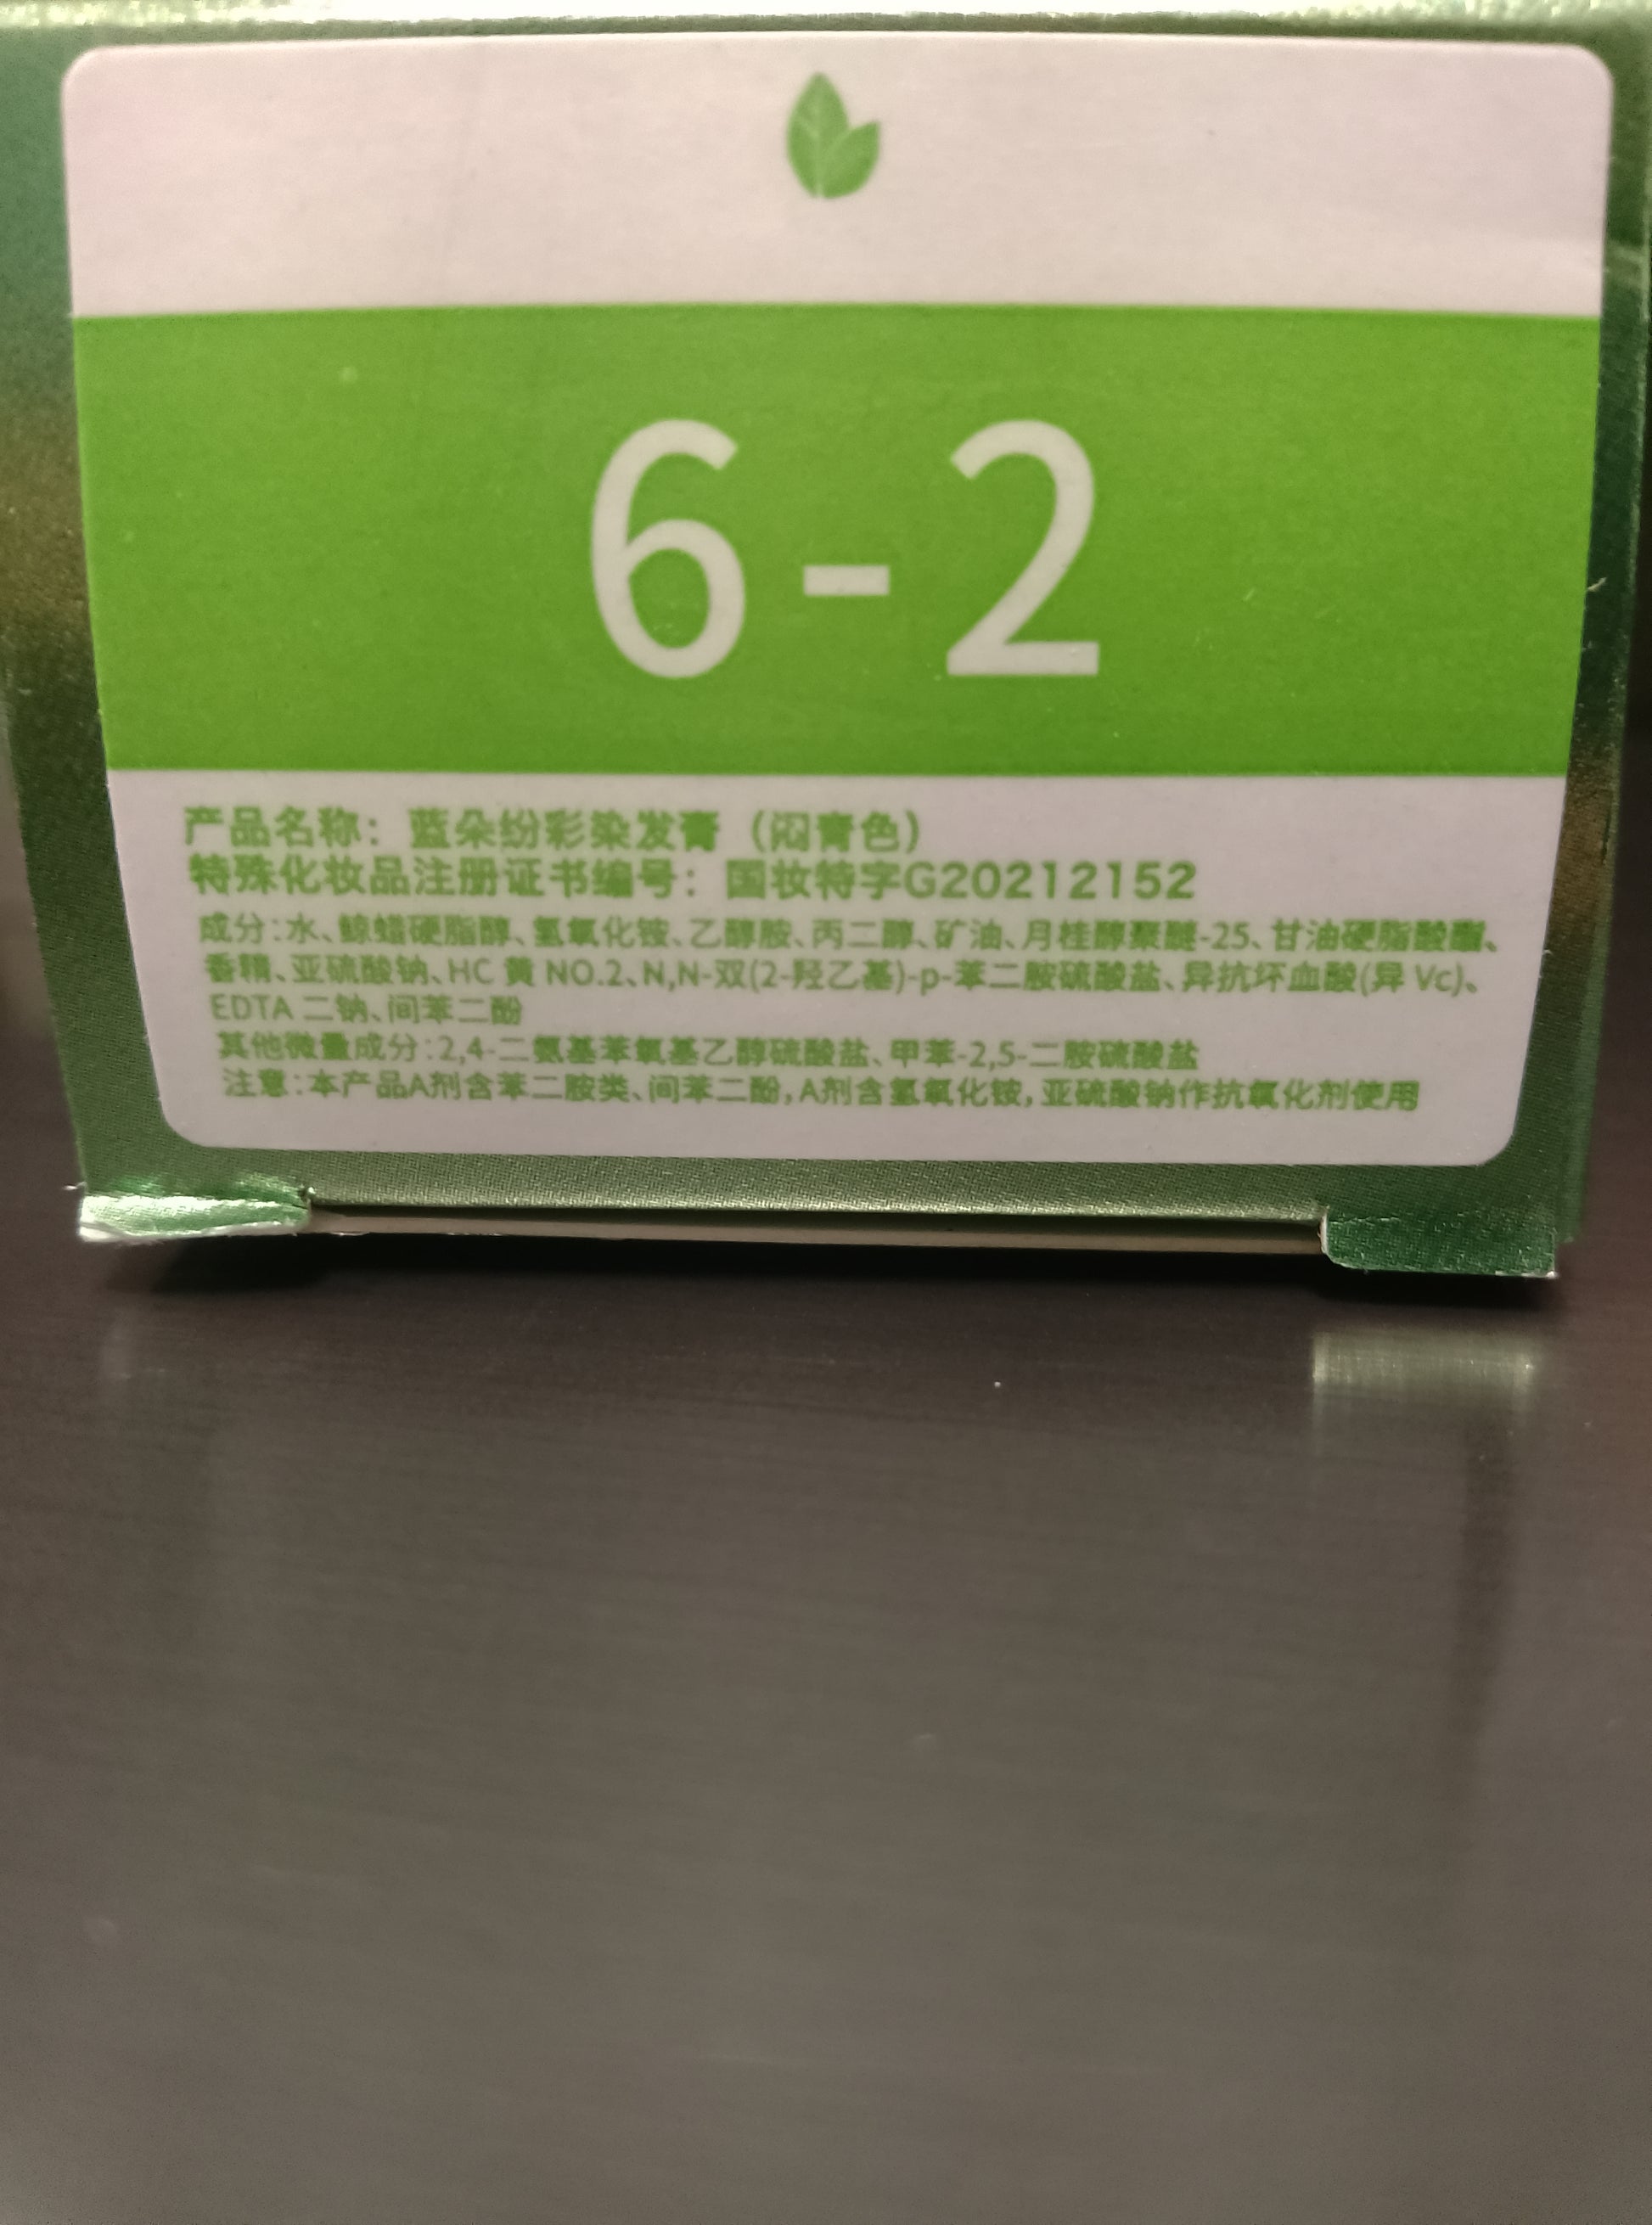 6-2
产品名称：蓝朵纷彩染发膏（闷青色）
特殊化妆品注册证书编号：国妆特字G20212152
成分：水、鲸蜡硬脂醇、氢氧化铵、乙醇胺、丙二醇、矿油、月桂醇聚醚-25、甘油硬脂酸酯、
香精、亚硫酸钠、HC 黄 NO.2、N,N-双(2-羟乙基)-p-苯二胺硫酸盐、异抗坏血酸(异 Vc)、
EDTA 二钠、间苯二酚
其他微量成分：2,4-二氨基苯氧基乙醇硫酸盐、甲苯-2,5-二胺硫酸盐
注意：本产品A剂含苯二胺类、间苯二酚，A剂含氢氧化铵，亚硫酸钠作抗氧化剂使用